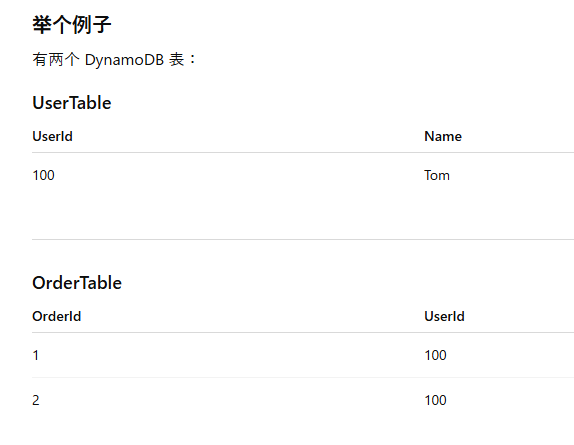 举个例子
有两个 DynamoDB 表：
UserTable
UserId Name
100 Tom
OrderTable
OrderId UserId
1 100
2 100